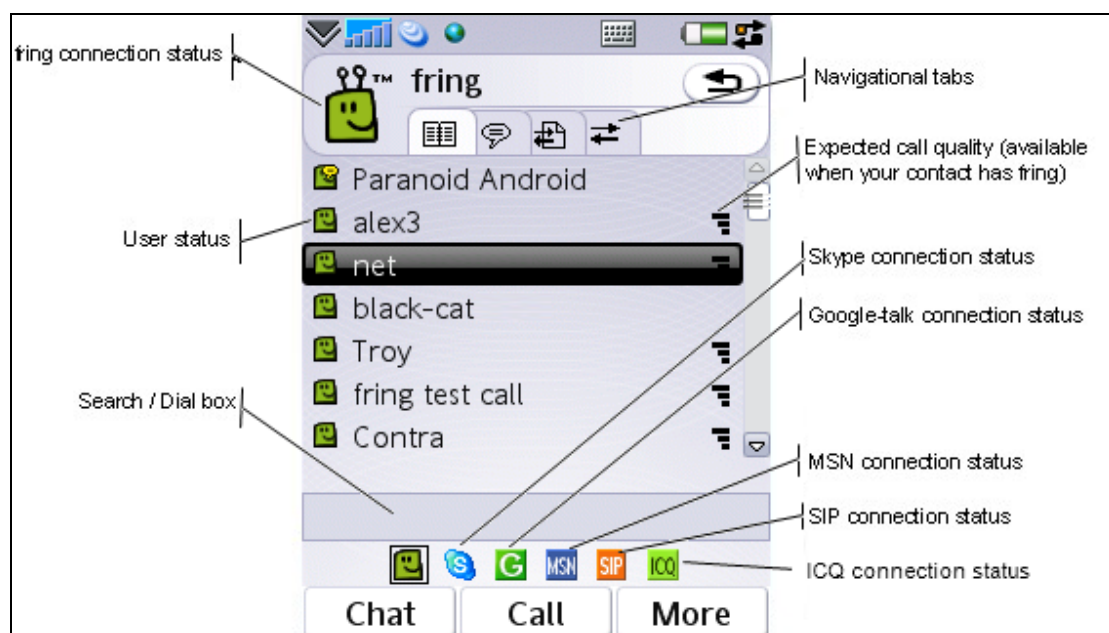 fring connection status
TM
fring
Navigational tabs
Paranoid Android
Expected call quality (available
when your contact has fring)
alex3
User status
net
Skype connection status
black-cat
Google-talk connection status
Troy
fring test call
Search / Dial box
Contra
MSN connection status
SIP connection status
S G MSN SIP ICQ
ICQ connection status
Chat Call More